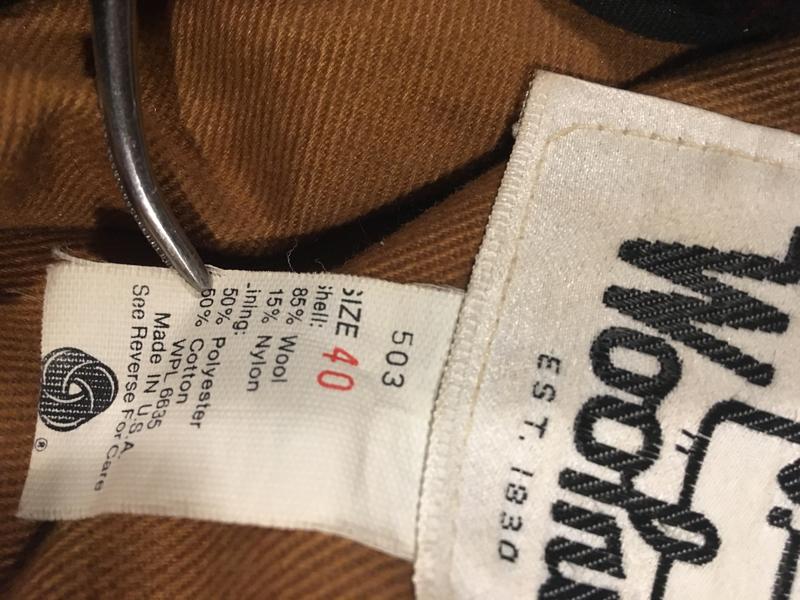 503
SIZE 40
Shell:
85% Wool
15% Nylon
Lining:
50% Polyester
50% Cotton
WPL 6635
Made IN U.S.A.
See Reverse For Care
®
EST. 1830